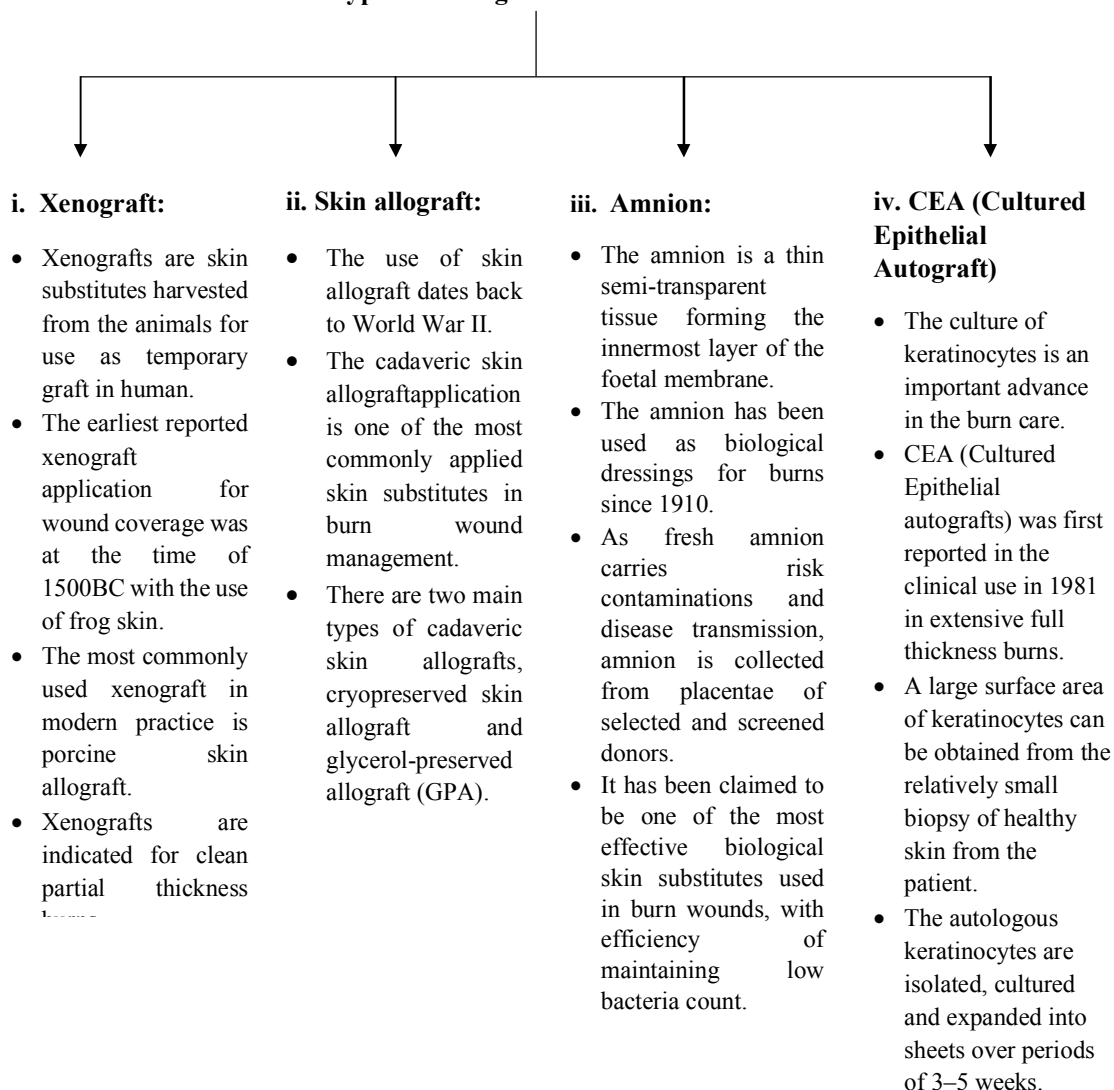 i. Xenograft:
• Xenografts are skin
substitutes harvested
from the animals for
use as temporary
graft in human.
• The earliest reported
xenograft
application for
wound coverage was
at the time of
1500BC with the use
of frog skin.
• The most commonly
used xenograft in
modern practice is
porcine skin
allograft.
• Xenografts are
indicated for clean
partial thickness
ii. Skin allograft:
• The use of skin
allograft dates back
to World War II.
• The cadaveric skin
allograftapplication
is one of the most
commonly applied
skin substitutes in
burn wound
management.
• There are two main
types of cadaveric
skin allografts,
cryopreserved skin
allograft and
glycerol-preserved
allograft (GPA).
iii. Amnion:
• The amnion is a thin
semi-transparent
tissue forming the
innermost layer of the
foetal membrane.
• The amnion has been
used as biological
dressings for burns
since 1910.
• As fresh amnion
carries risk
contaminations and
disease transmission,
amnion is collected
from placentae of
selected and screened
donors.
• It has been claimed to
be one of the most
effective biological
skin substitutes used
in burn wounds, with
efficiency of
maintaining low
bacteria count.
iv. CEA (Cultured
Epithelial
Autograft)
• The culture of
keratinocytes is an
important advance
in the burn care.
• CEA (Cultured
Epithelial
autografts) was first
reported in the
clinical use in 1981
in extensive full
thickness burns.
• A large surface area
of keratinocytes can
be obtained from the
relatively small
biopsy of healthy
skin from the
patient.
• The autologous
keratinocytes are
isolated, cultured
and expanded into
sheets over periods
of 3–5 weeks.